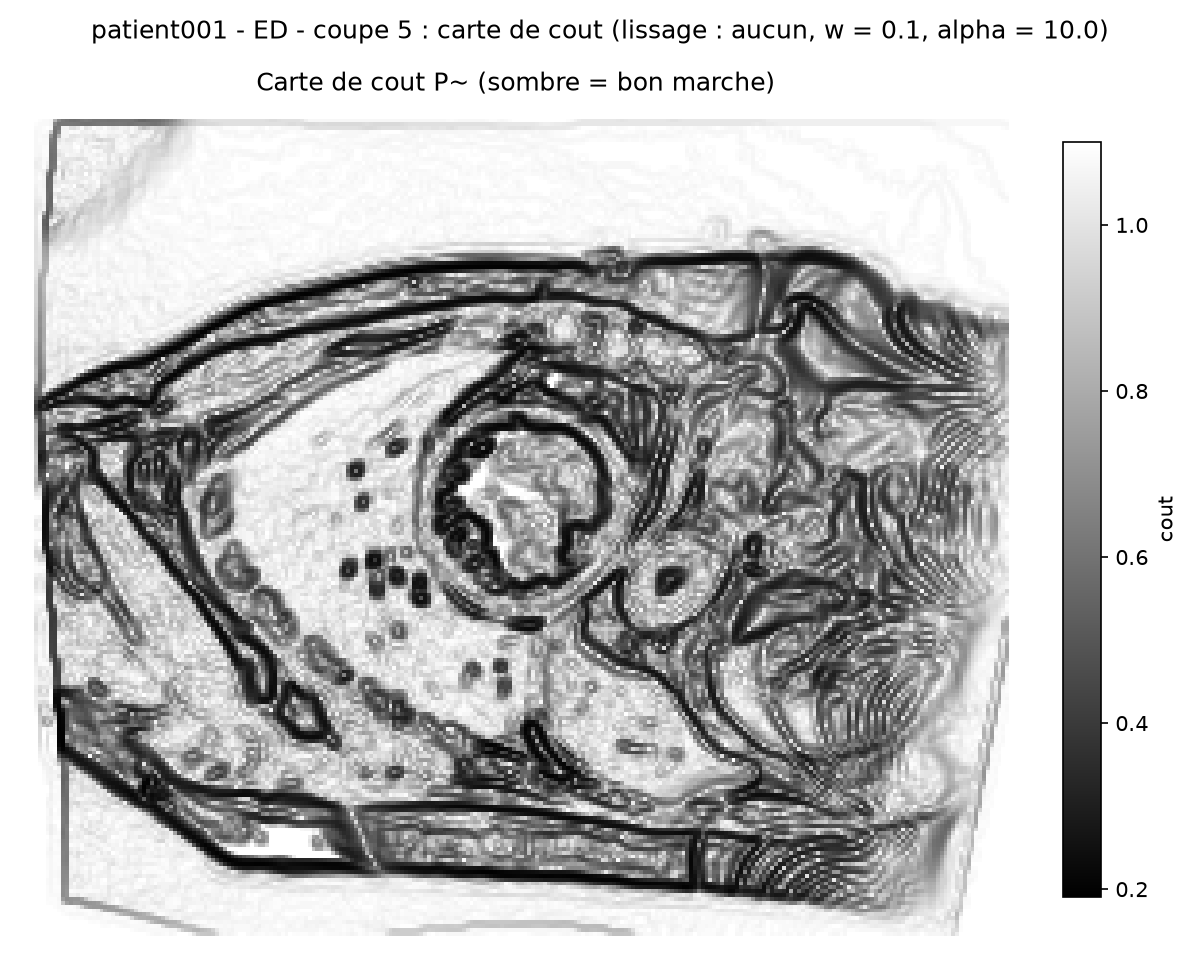 patient001 - ED - coupe 5 : carte de cout (lissage : aucun, w = 0.1, alpha = 10.0)
Carte de cout P~ (sombre = bon marche)
1.0
0.8
0.6
0.4
0.2
cout